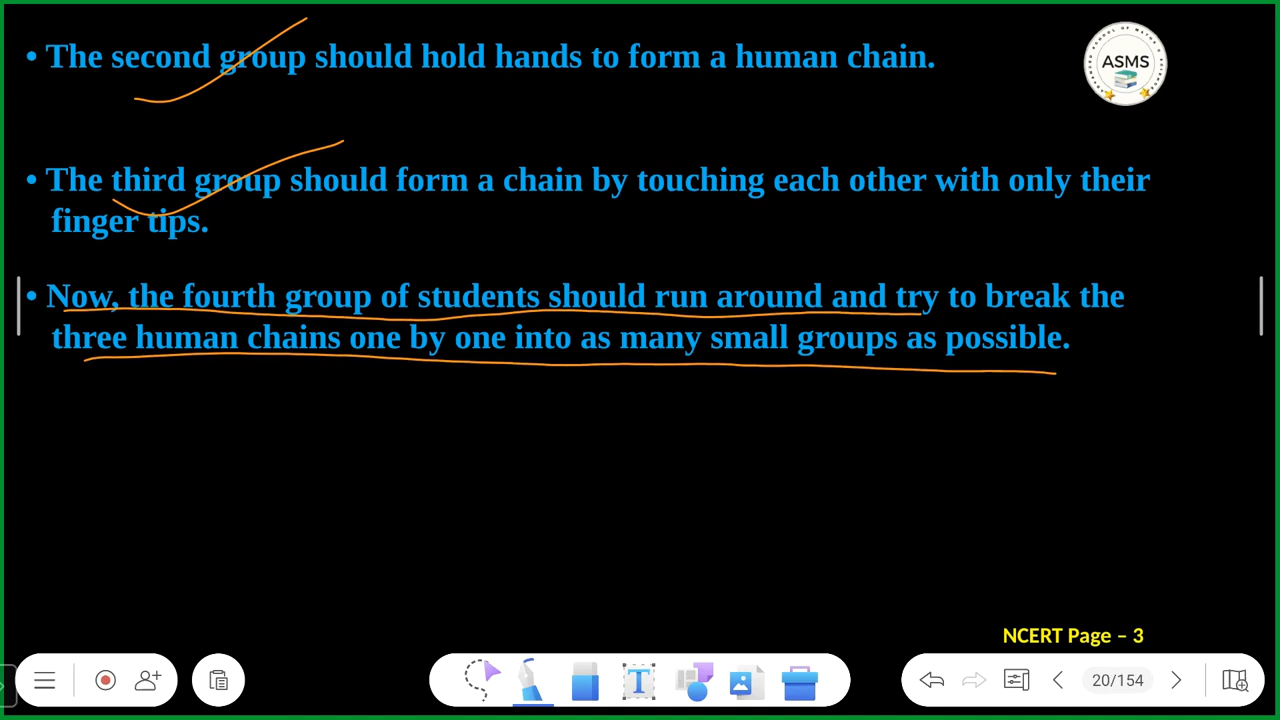 • The second group should hold hands to form a human chain.
ASMS
• The third group should form a chain by touching each other with only their
finger tips.
• Now, the fourth group of students should run around and try to break the
three human chains one by one into as many small groups as possible.
NCERT Page – 3
T
20/154